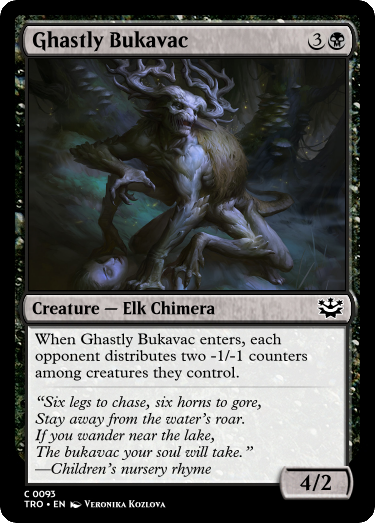 Ghastly Bukavac 3
Creature — Elk Chimera
When Ghastly Bukavac enters, each
opponent distributes two -1/-1 counters
among creatures they control.
“Six legs to chase, six horns to gore,
Stay away from the water’s roar.
If you wander near the lake,
The bukavac your soul will take.”
—Children’s nursery rhyme
4/2
C 0093
TRO • EN Veronika Kozlova